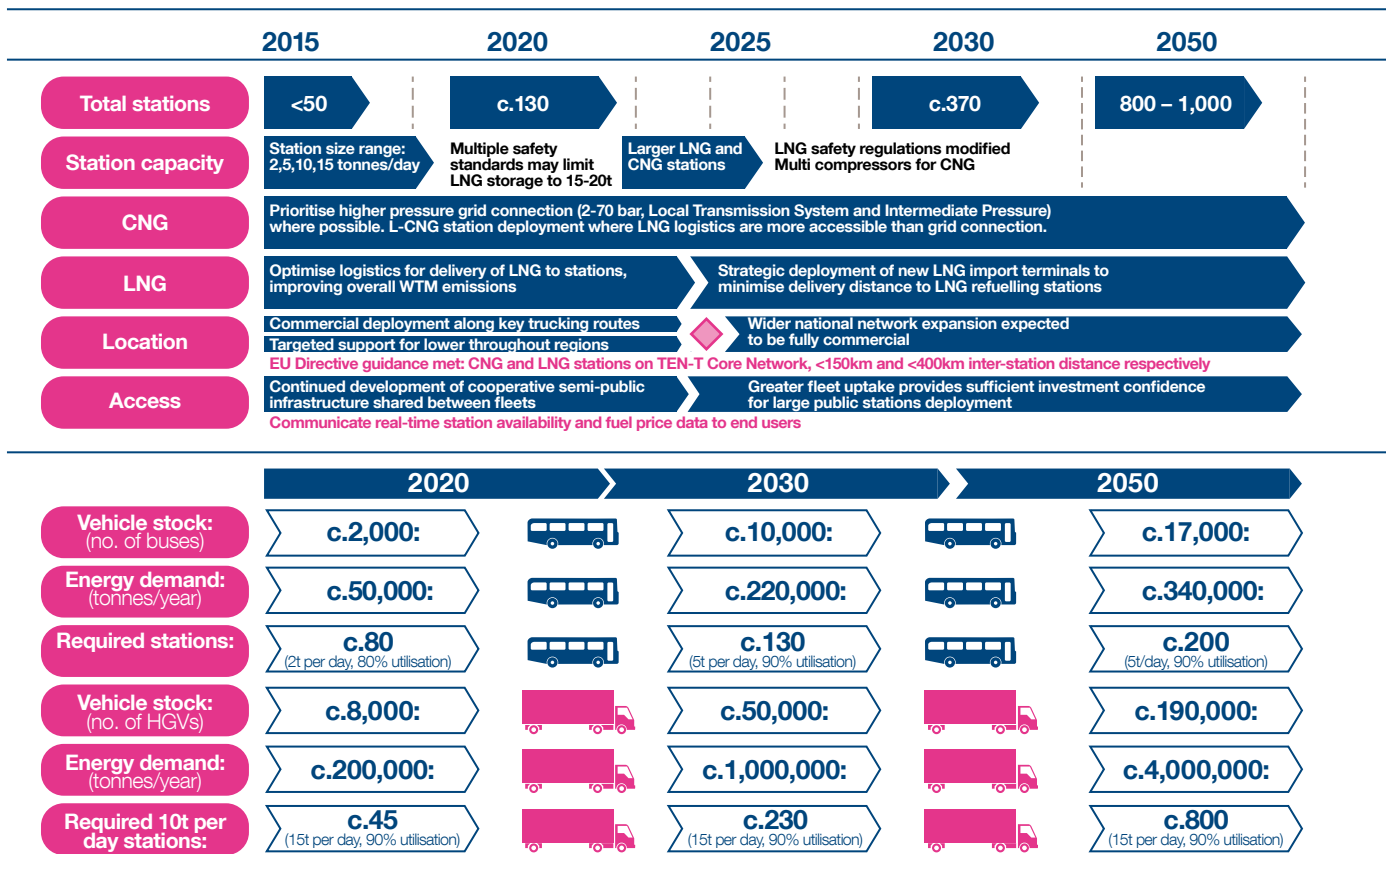 2015 2020 2025 2030 2050
Total stations
<50
c.130
c.370
800 – 1,000
Station capacity
Station size range:
2,5,10,15 tonnes/day
Multiple safety
standards may limit
LNG storage to 15-20t
Larger LNG and
CNG stations
LNG safety regulations modified
Multi compressors for CNG
CNG
Prioritise higher pressure grid connection (2-70 bar, Local Transmission System and Intermediate Pressure)
where possible. L-CNG station deployment where LNG logistics are more accessible than grid connection.
LNG
Optimise logistics for delivery of LNG to stations,
improving overall WTM emissions
Strategic deployment of new LNG import terminals to
minimise delivery distance to LNG refuelling stations
Location
Commercial deployment along key trucking routes
Targeted support for lower throughout regions
Wider national network expansion expected
to be fully commercial
EU Directive guidance met: CNG and LNG stations on TEN-T Core Network, <150km and <400km inter-station distance respectively
Access
Continued development of cooperative semi-public
infrastructure shared between fleets
Greater fleet uptake provides sufficient investment confidence
for large public stations deployment
Communicate real-time station availability and fuel price data to end users
2020 2030 2050
Vehicle stock:
(no. of buses)
c.2,000:
c.10,000:
c.17,000:
Energy demand:
(tonnes/year)
c.50,000:
c.220,000:
c.340,000:
Required stations:
c.80
(2t per day, 80% utilisation)
c.130
(5t per day, 90% utilisation)
c.200
(5t/day, 90% utilisation)
Vehicle stock:
(no. of HGVs)
c.8,000:
c.50,000:
c.190,000:
Energy demand:
(tonnes/year)
c.200,000:
c.1,000,000:
c.4,000,000:
Required 10t per
day stations:
c.45
(15t per day, 90% utilisation)
c.230
(15t per day, 90% utilisation)
c.800
(15t per day, 90% utilisation)